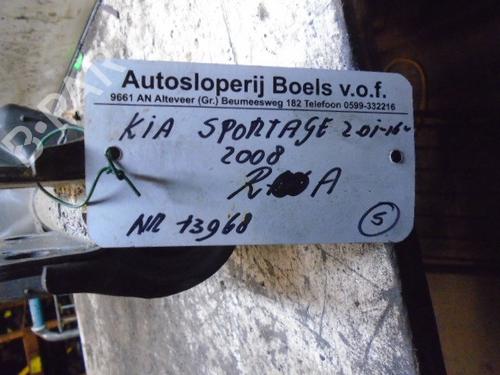 Autosloperij Boels v.o.f.
9661 AN Alteveer (Gr.) Beumeesweg 182 Telefoon 0599-332216
KiA SPORTAGE 2.0i-16v
2008
R A
NR 13968
5